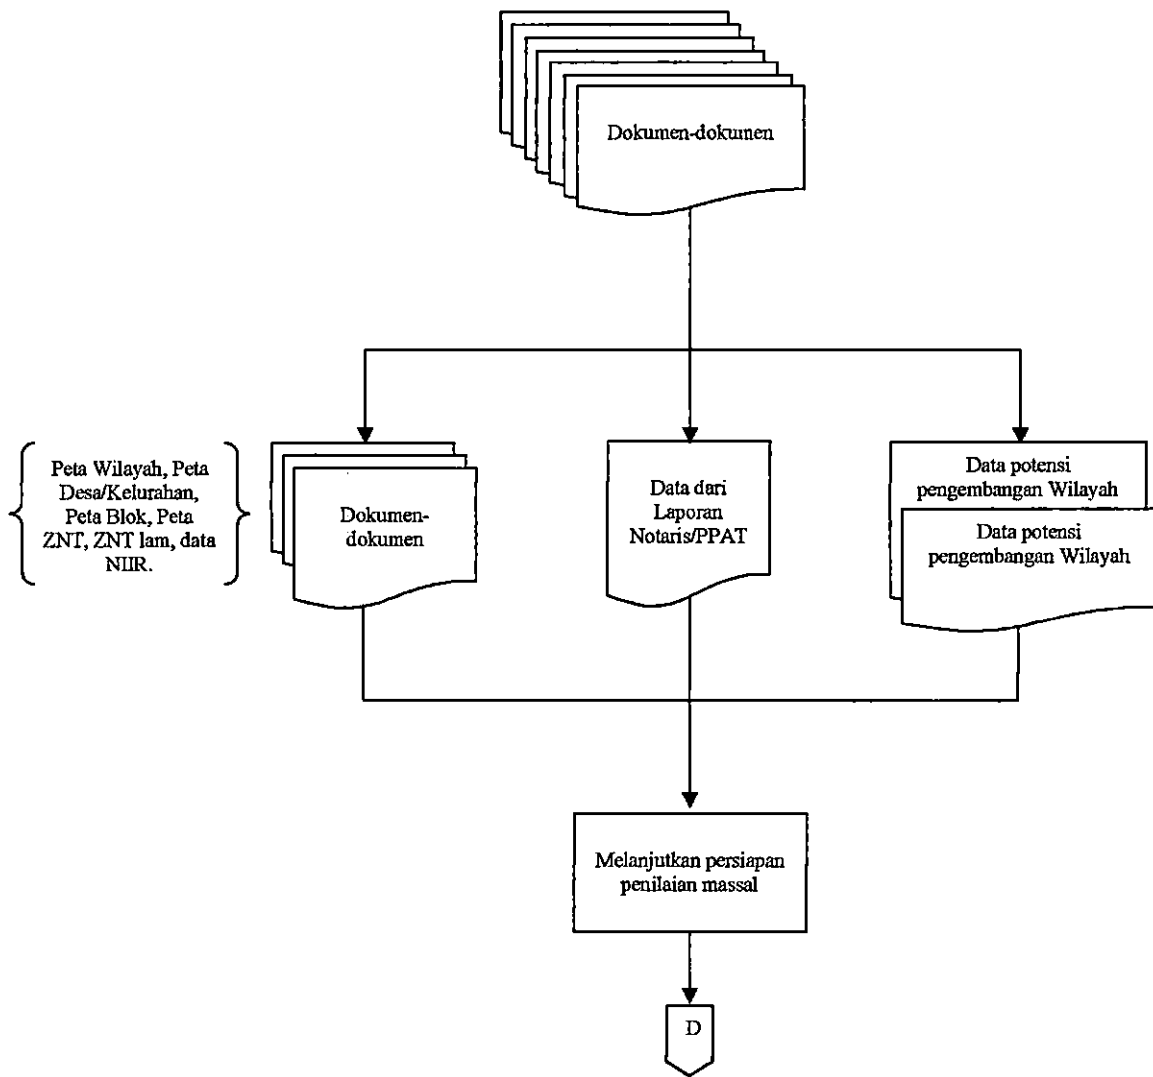 Dokumen-dokumen
Peta Wilayah, Peta
Desa/Kelurahan,
Peta Blok, Peta
ZNT, ZNT lam, data
NIIR.
Dokumen-
dokumen
Data dari
Laporan
Notaris/PPAT
Data potensi
pengembangan Wilayah
Data potensi
pengembangan Wilayah
Melanjutkan persiapan
penilaian massal
D